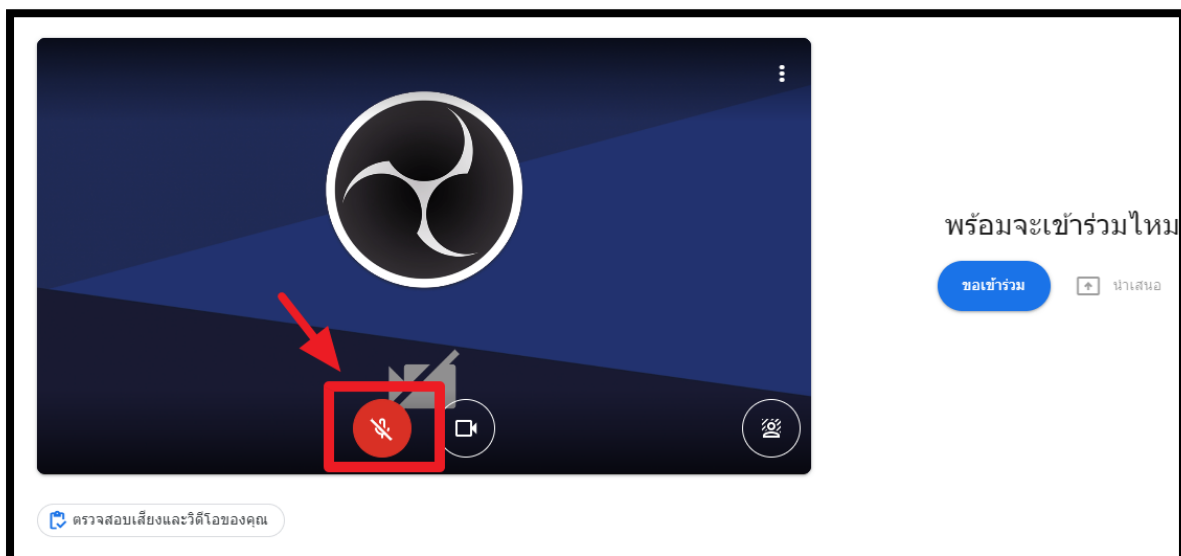 พร้อมจะเข้าร่วมไหม
ขอเข้าร่วม
นำเสนอ
ตรวจสอบเสียงและวิดีโอของคุณ